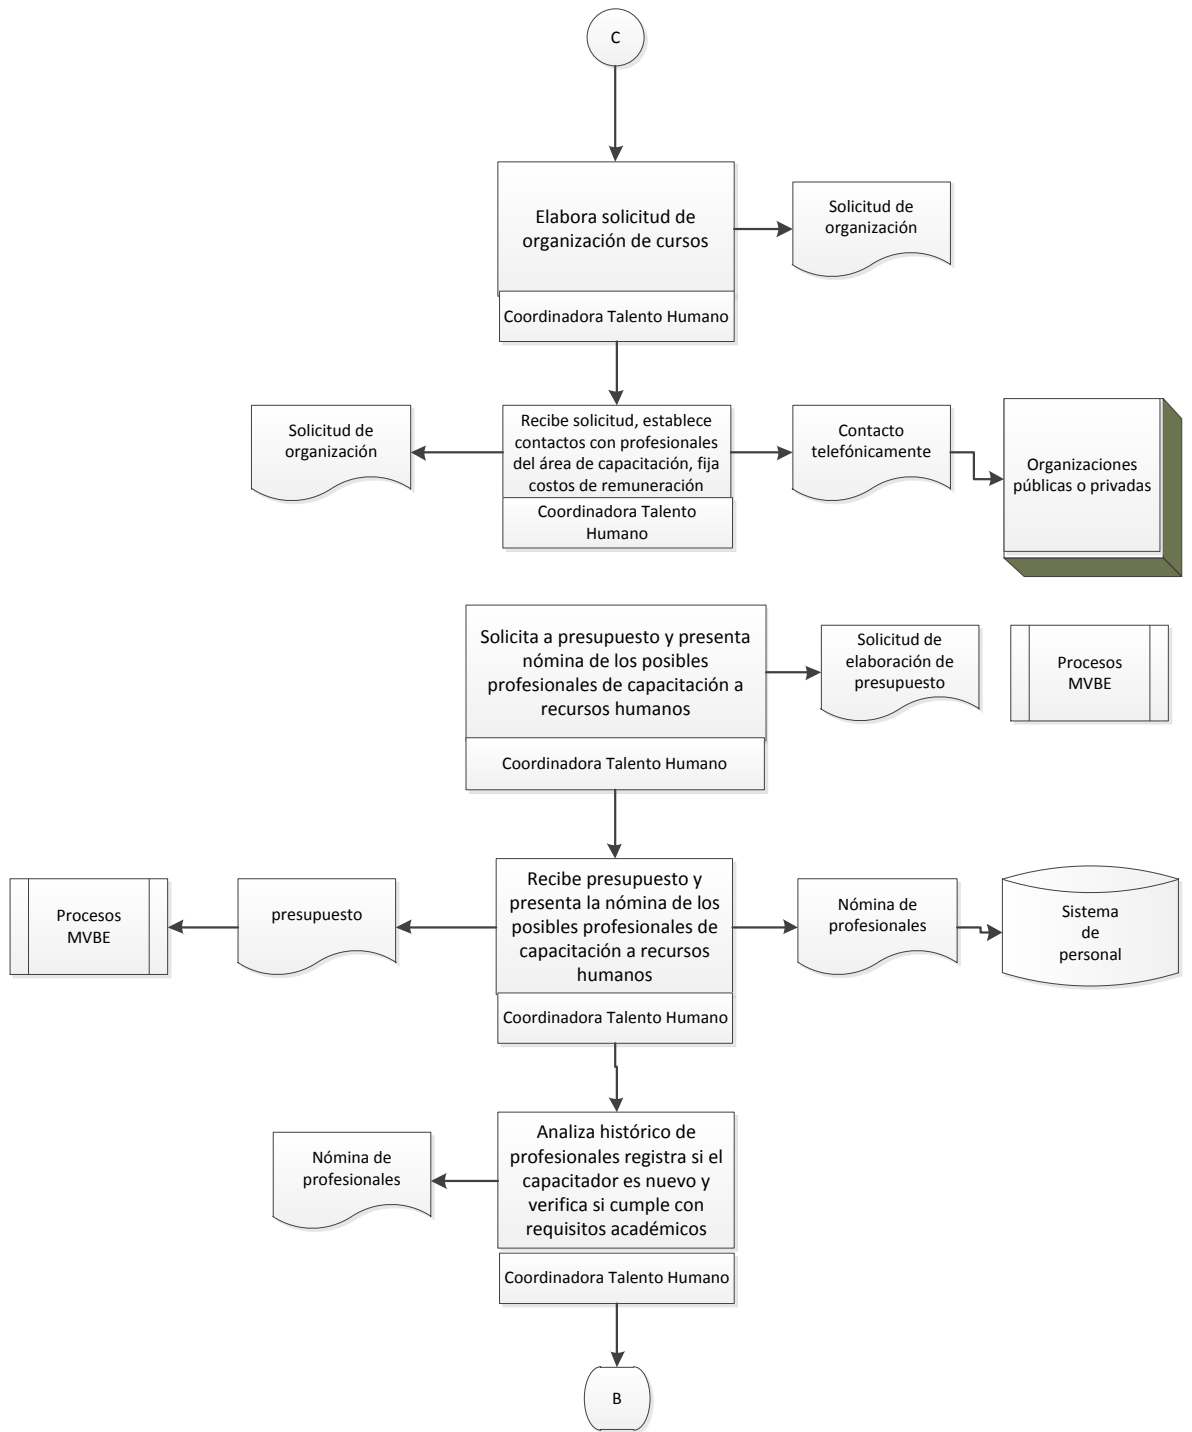 C
Elabora solicitud de
organización de cursos
Coordinadora Talento Humano
Solicitud de
organización
Solicitud de
organización
Recibe solicitud, establece
contactos con profesionales
del área de capacitación, fija
costos de remuneración
Coordinadora Talento
Humano
Contacto
telefónicamente
Organizaciones
públicas o privadas
Solicita a presupuesto y presenta
nómina de los posibles
profesionales de capacitación a
recursos humanos
Coordinadora Talento Humano
Solicitud de
elaboración de
presupuesto
Procesos
MVBE
Procesos
MVBE
presupuesto
Recibe presupuesto y
presenta la nómina de los
posibles profesionales de
capacitación a recursos
humanos
Coordinadora Talento Humano
Nómina de
profesionales
Sistema
de
personal
Nómina de
profesionales
Analiza histórico de
profesionales registra si el
capacitador es nuevo y
verifica si cumple con
requisitos académicos
Coordinadora Talento Humano
B